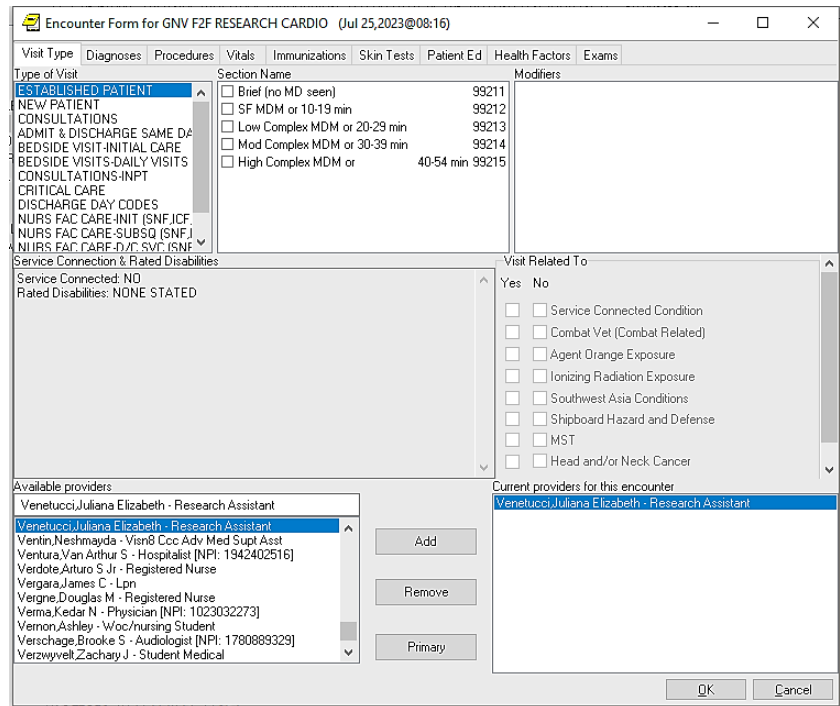 Encounter Form for GNV F2F RESEARCH CARDIO (Jul 25,2023@08:16)
Visit Type Diagnoses Procedures Vitals Immunizations Skin Tests Patient Ed Health Factors Exams
Type of Visit
ESTABLISHED PATIENT
NEW PATIENT
CONSULTATIONS
ADMIT & DISCHARGE SAME DA
BEDSIDE VISIT-INITIAL CARE
BEDSIDE VISITS-DAILY VISITS
CONSULTATIONS-INPT
CRITICAL CARE
DISCHARGE DAY CODES
NURS FAC CARE-INIT (SNF,ICF,
NURS FAC CARE-SUBSQ (SNF,I
NURS FAC CARE-D/C SVC (SNF
Section Name
Brief (no MD seen) 99211
SF MDM or 10-19 min 99212
Low Complex MDM or 20-29 min 99213
Mod Complex MDM or 30-39 min 99214
High Complex MDM or 40-54 min 99215
Modifiers
Service Connection & Rated Disabilities
Service Connected: NO
Rated Disabilities: NONE STATED
Visit Related To
Yes No
Service Connected Condition
Combat Vet (Combat Related)
Agent Orange Exposure
Ionizing Radiation Exposure
Southwest Asia Conditions
Shipboard Hazard and Defense
MST
Head and/or Neck Cancer
Available providers
Venetucci,Juliana Elizabeth - Research Assistant
Venetucci,Juliana Elizabeth - Research Assistant
Ventin,Neshmayda - Visn8 Ccc Adv Med Supt Asst
Ventura,Van Arthur S - Hospitalist [NPI: 1942402516]
Verdote,Arturo S Jr - Registered Nurse
Vergara,James C - Lpn
Vergne,Douglas M - Registered Nurse
Verma,Kedar N - Physician [NPI: 1023032273]
Vernon,Ashley - Woc/nursing Student
Verschage,Brooke S - Audiologist [NPI: 1780889329]
Verzwyvelt,Zachary J - Student Medical
Add
Remove
Primary
Current providers for this encounter
Venetucci,Juliana Elizabeth - Research Assistant
OK Cancel